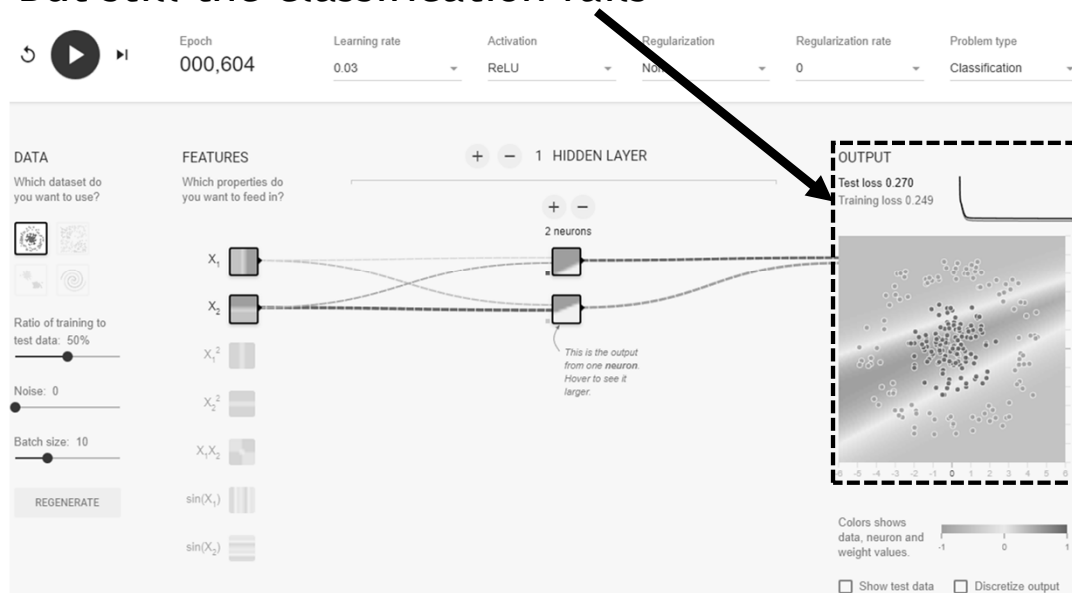 But still the Classification fails
Epoch
000,604
Learning rate
0.03
Activation
ReLU
Regularization
Regularization rate
0
Problem type
Classification
DATA
Which dataset do
you want to use?
Ratio of training to
test data: 50%
Noise: 0
Batch size: 10
REGENERATE
FEATURES
Which properties do
you want to feed in?
X1
X2
X1²
X2²
X1X2
sin(X1)
sin(X2)
+ − 1 HIDDEN LAYER
+ −
2 neurons
This is the output
from one neuron.
Hover to see it
larger.
OUTPUT
Test loss 0.270
Training loss 0.249
-6 -5 -4 -3 -2 -1 0 1 2 3 4 5 6
Colors shows
data, neuron and
weight values.
-1 0 1
Show test data
Discretize output